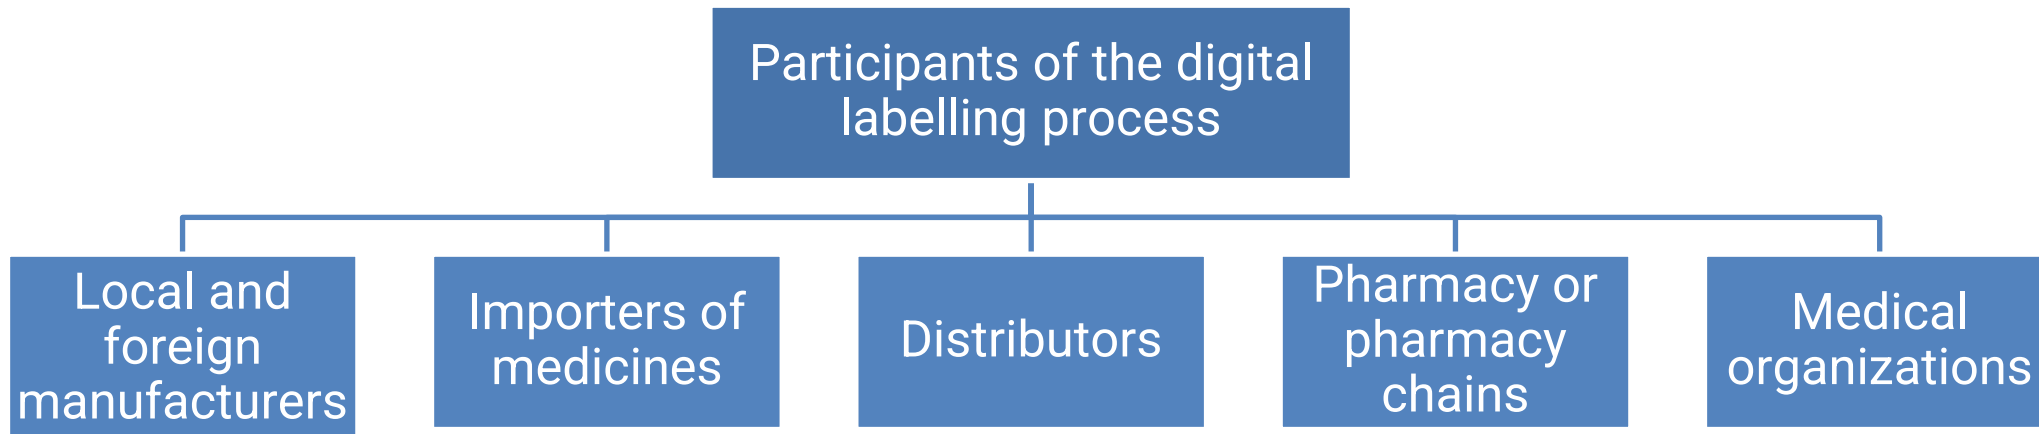 Participants of the digital
labelling process
Local and
foreign
manufacturers
Importers of
medicines
Distributors
Pharmacy or
pharmacy
chains
Medical
organizations